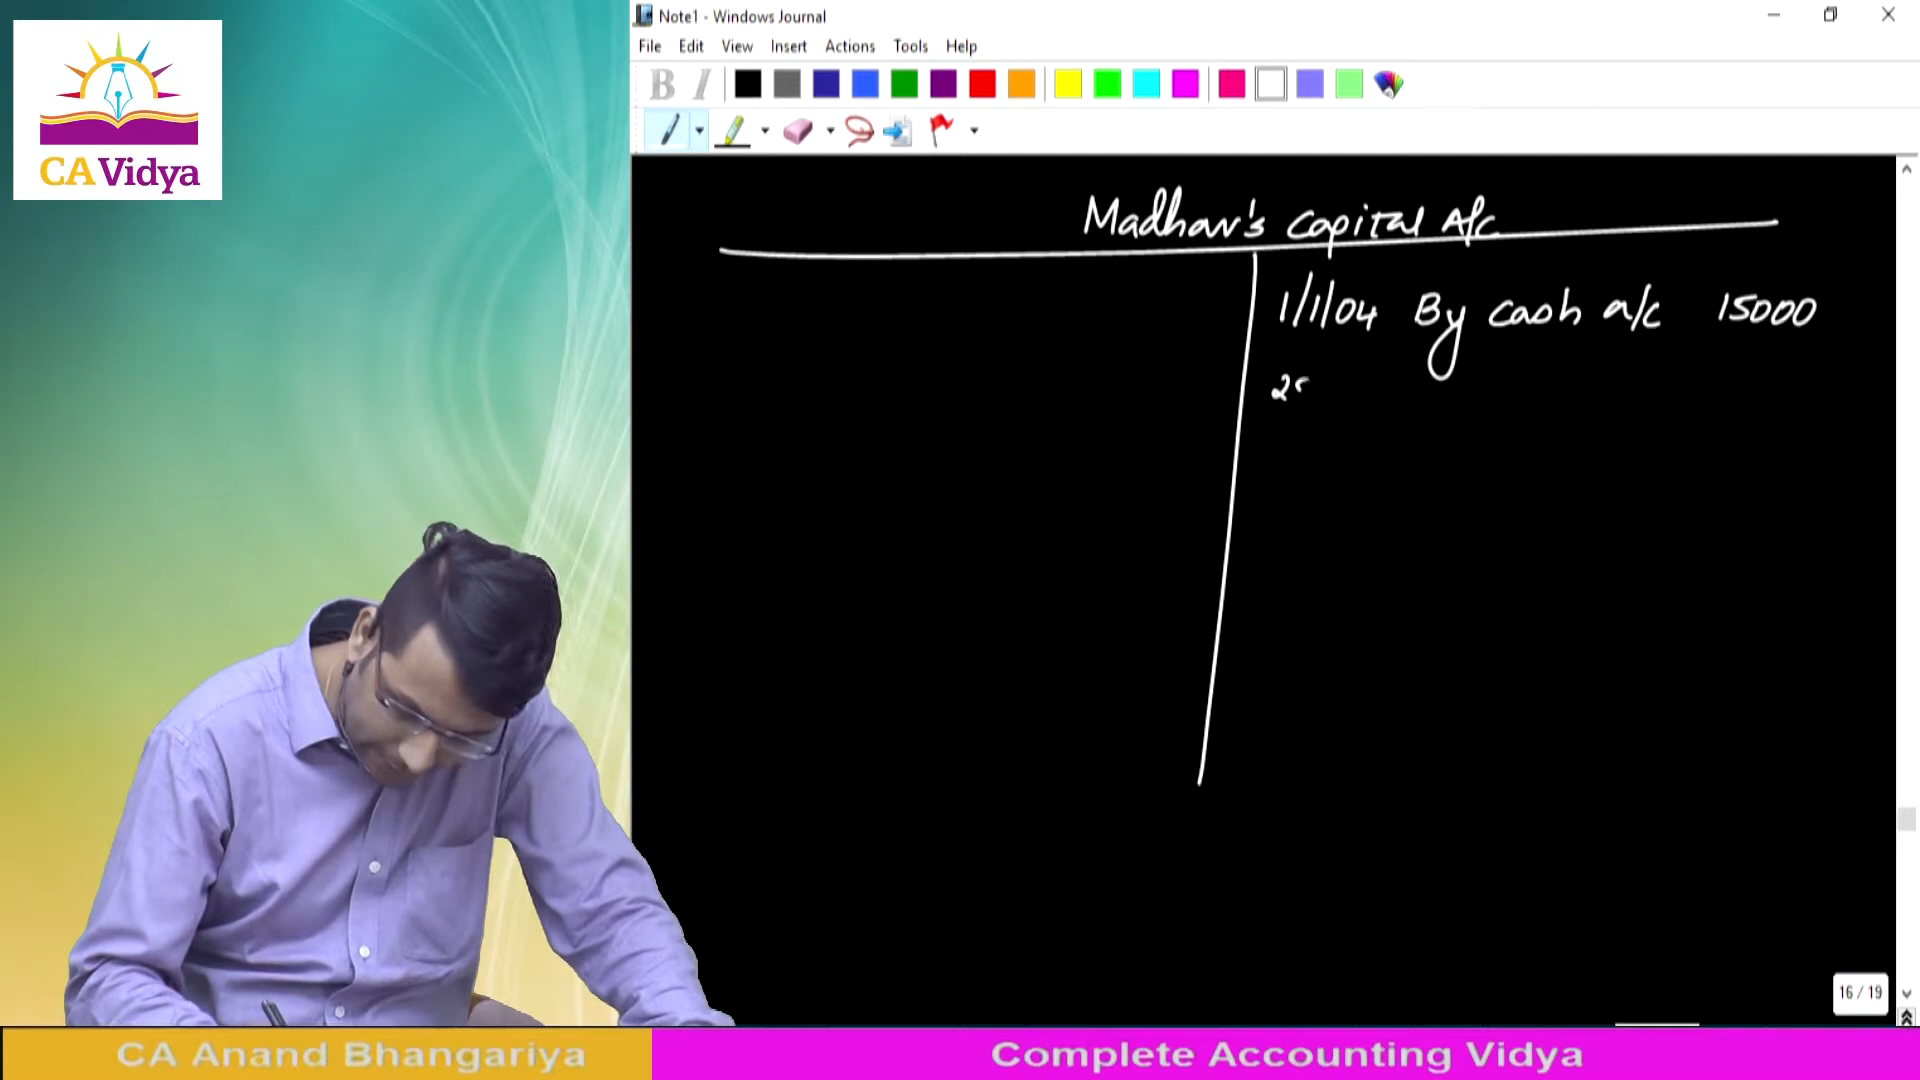 CA Vidya
Note1 - Windows Journal
File Edit View Insert Actions Tools Help
B I
Madhav's Capital A/c
1/1/04 By cash a/c 15000
16 / 19
CA Anand Bhangariya
Complete Accounting Vidya